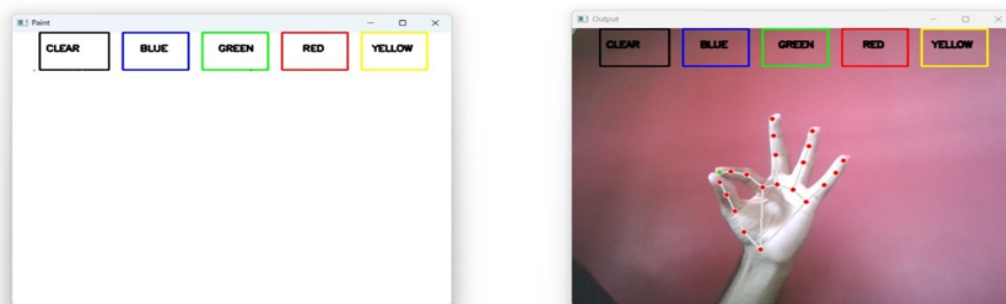 Paint
CLEAR BLUE GREEN RED YELLOW
Output
CLEAR BLUE GREEN RED YELLOW